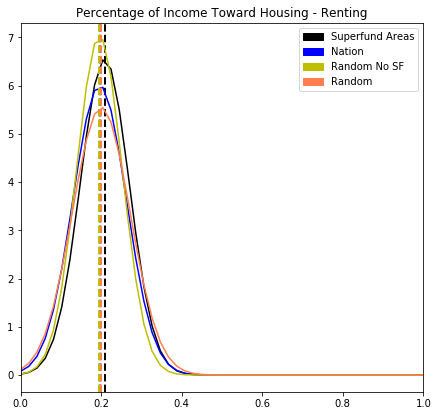 Percentage of Income Toward Housing - Renting
Superfund Areas
Nation
Random No SF
Random
7
6
5
4
3
2
1
0
0.0 0.2 0.4 0.6 0.8 1.0